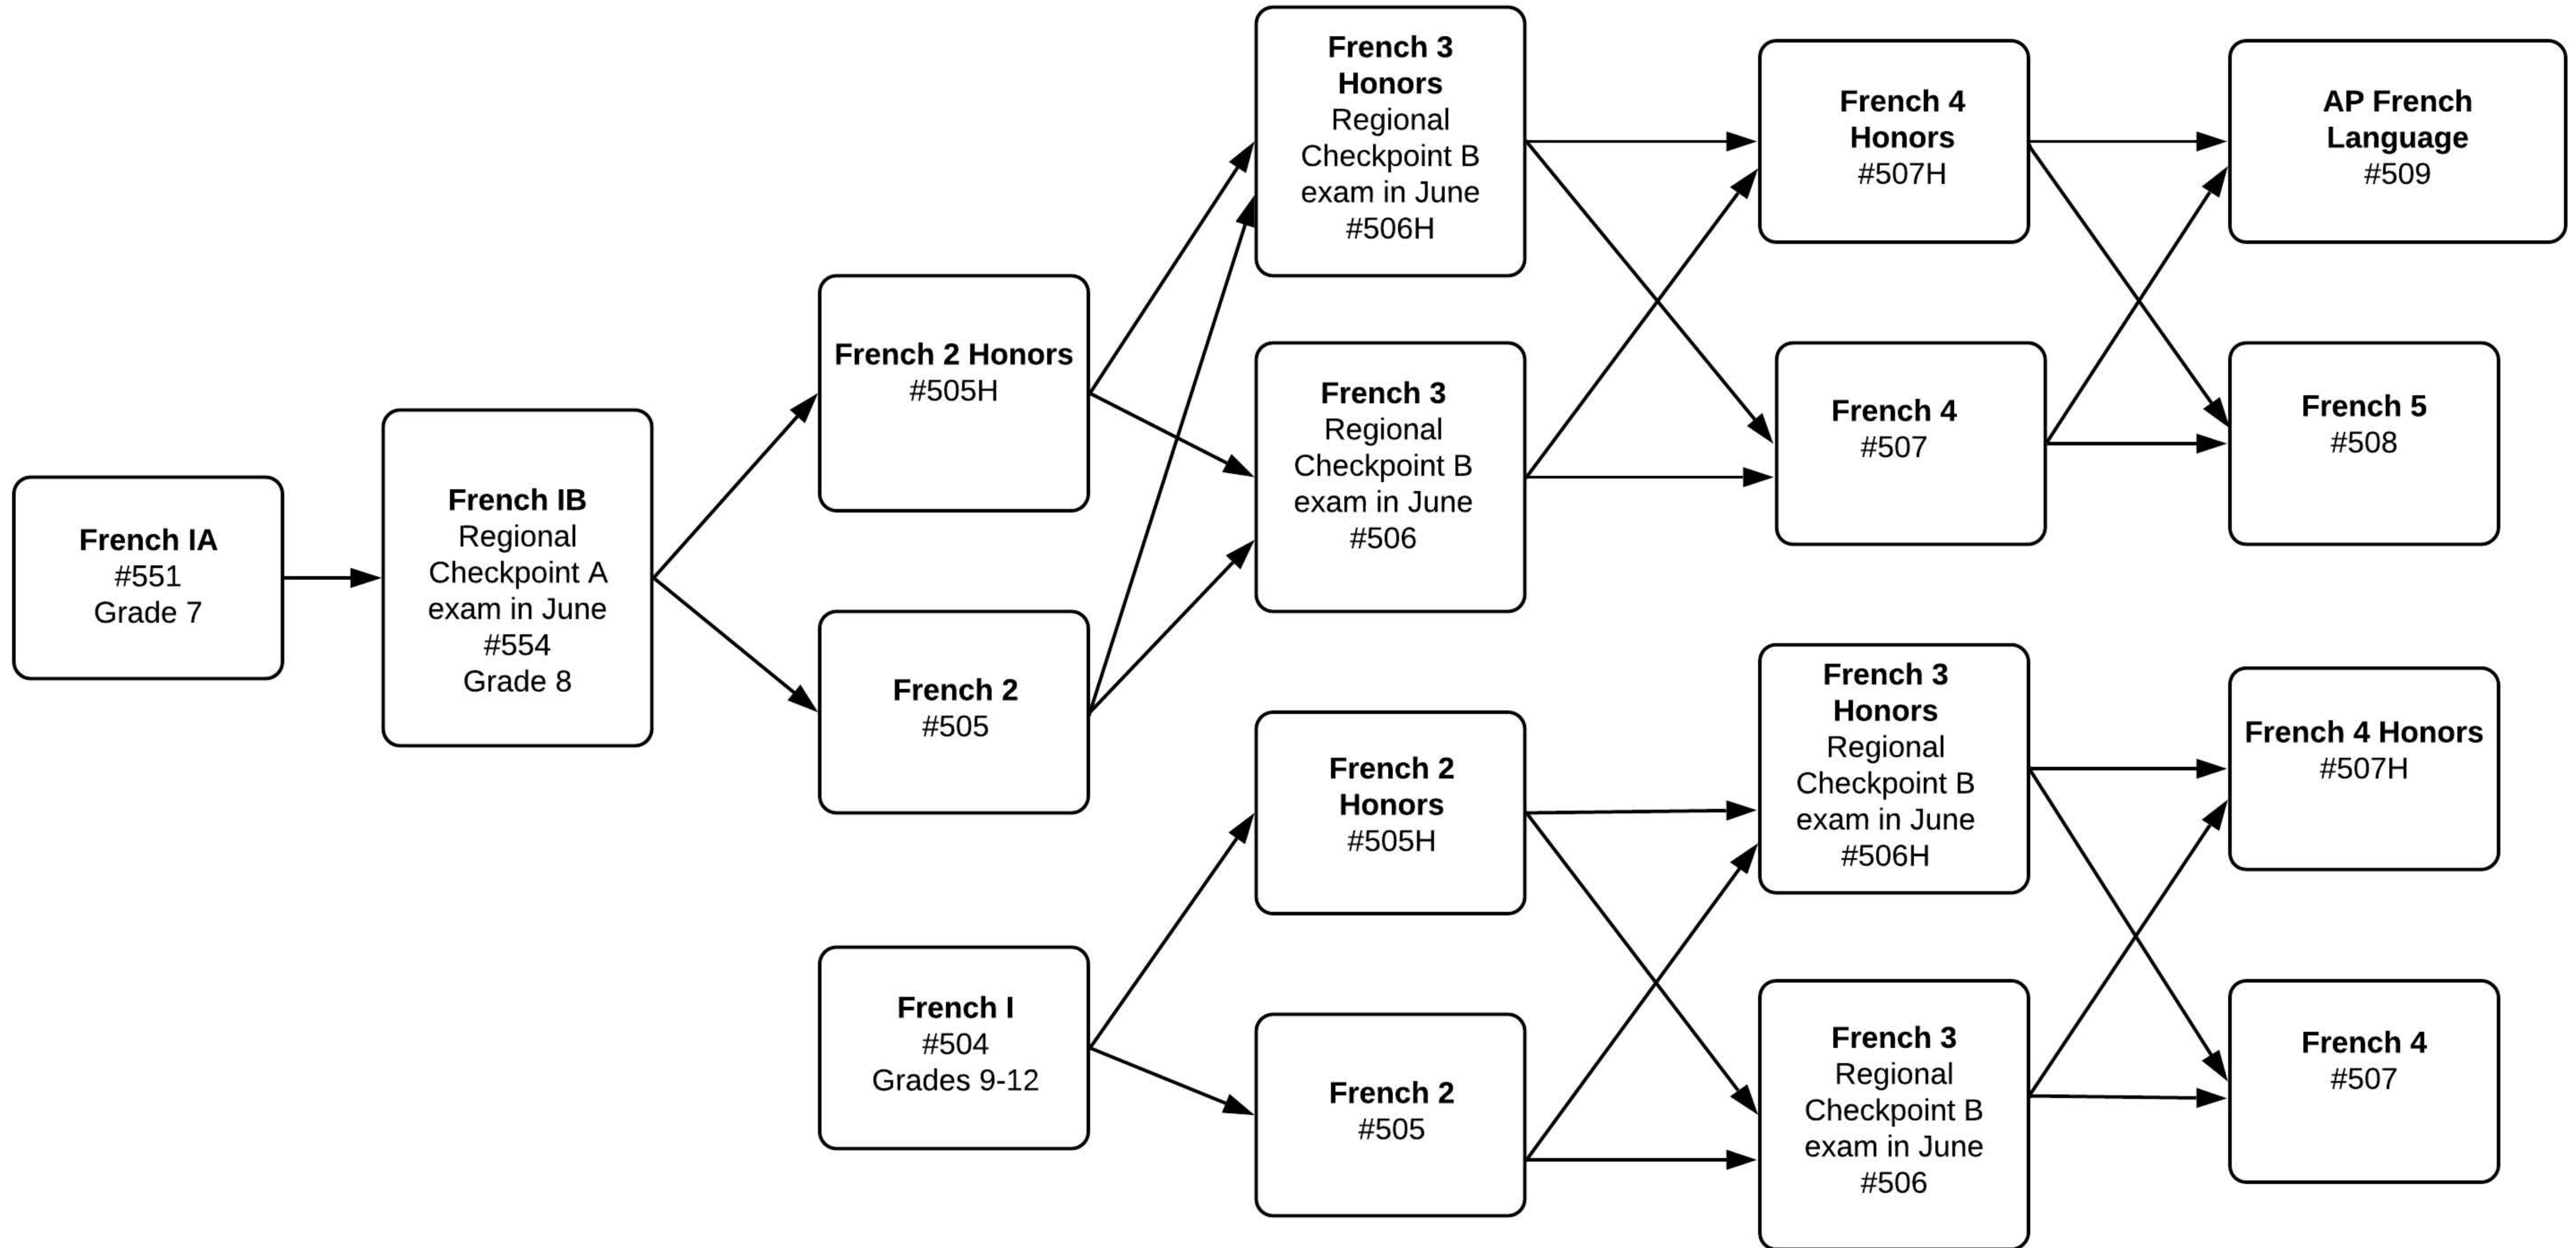 French IA
#551
Grade 7
French IB
Regional
Checkpoint A
exam in June
#554
Grade 8
French 2 Honors
#505H
French 2
#505
French I
#504
Grades 9-12
French 3
Honors
Regional
Checkpoint B
exam in June
#506H
French 3
Regional
Checkpoint B
exam in June
#506
French 2
Honors
#505H
French 2
#505
French 4
Honors
#507H
French 4
#507
French 3
Honors
Regional
Checkpoint B
exam in June
#506H
French 3
Regional
Checkpoint B
exam in June
#506
AP French
Language
#509
French 5
#508
French 4 Honors
#507H
French 4
#507